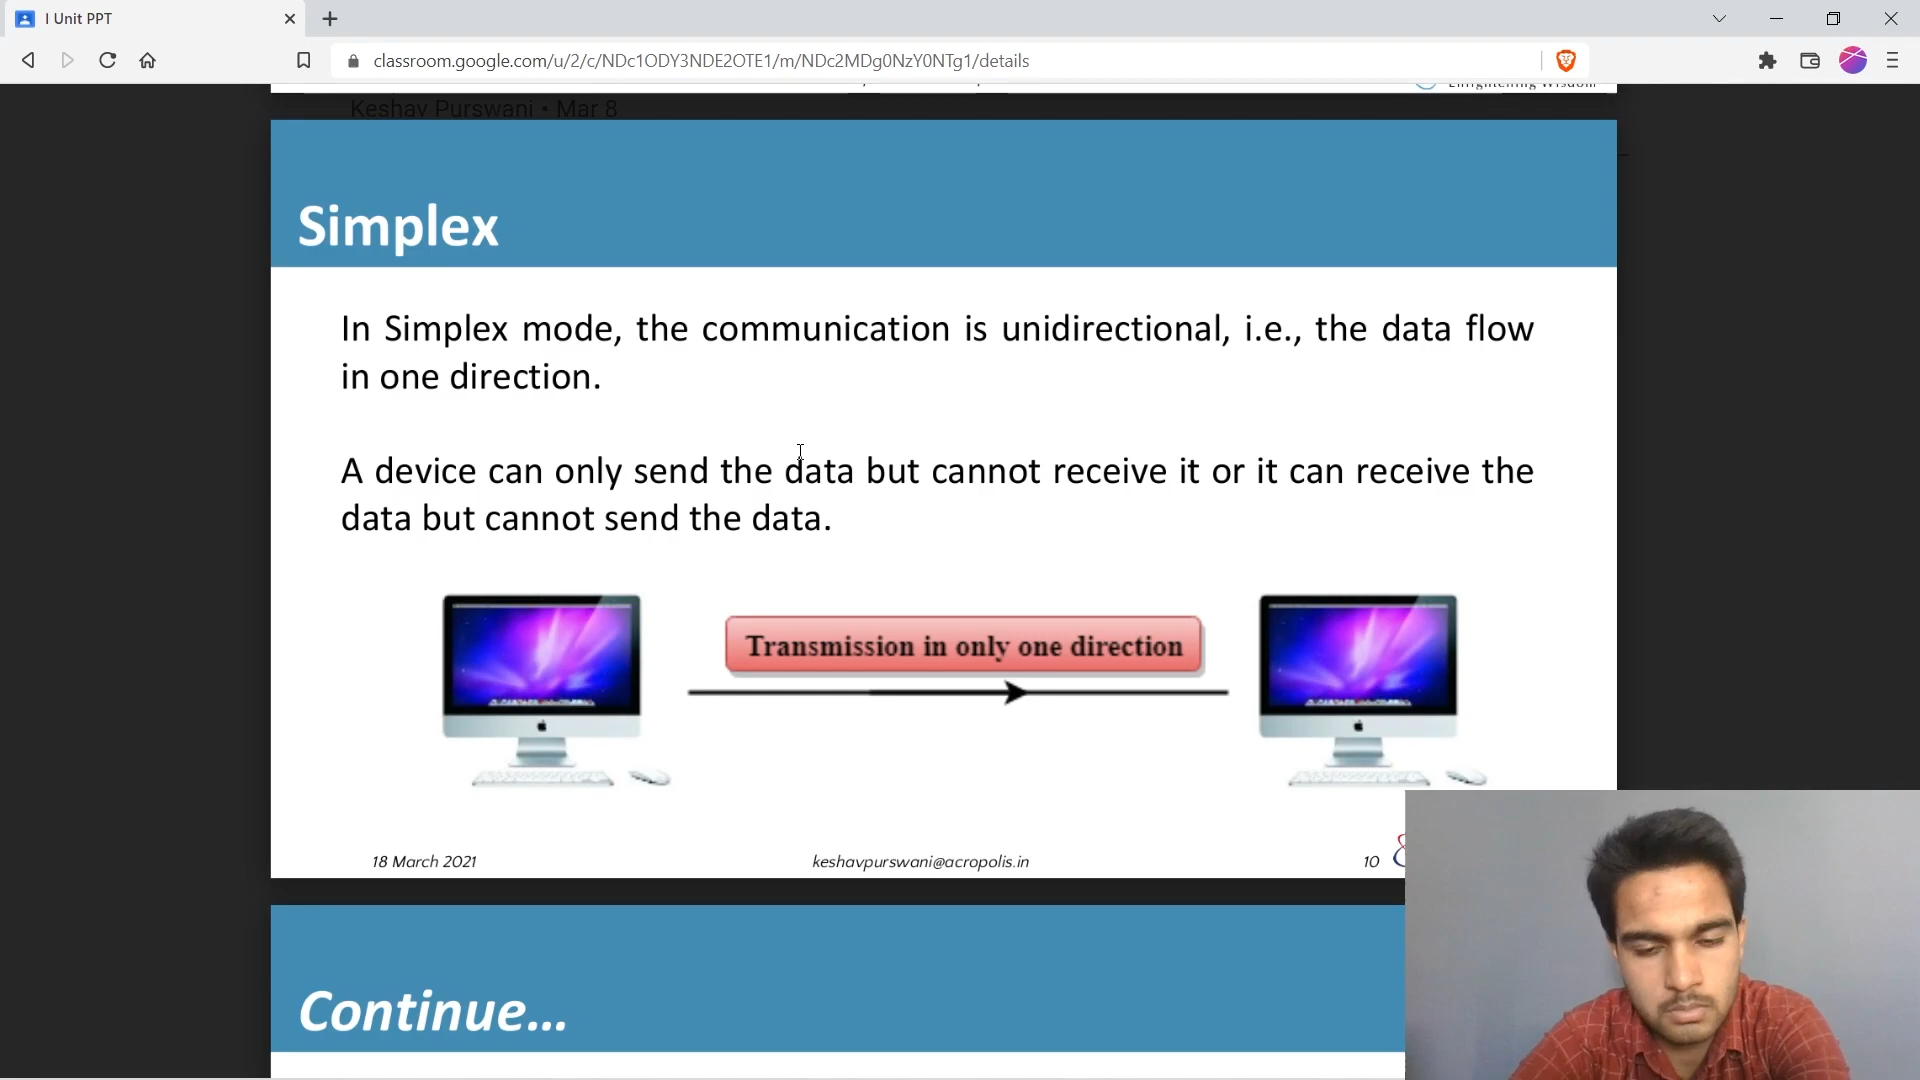 I Unit PPT
classroom.google.com/u/2/c/NDc1ODY3NDE2OTE1/m/NDc2MDg0NzY0NTg1/details
Enlightening Wisdom
Keshav Purswani • Mar 8
Simplex
In Simplex mode, the communication is unidirectional, i.e., the data flow
in one direction.
A device can only send the data but cannot receive it or it can receive the
data but cannot send the data.
Transmission in only one direction
18 March 2021
keshavpurswani@acropolis.in
10
Continue...